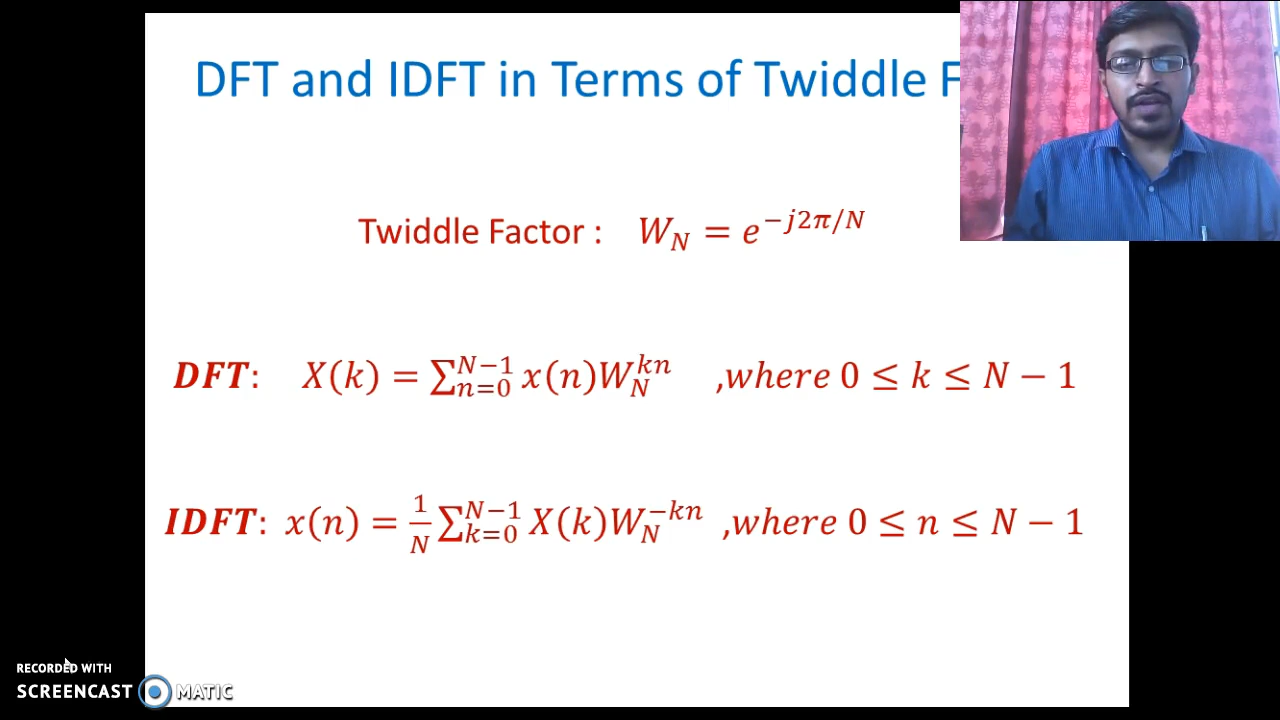 DFT and IDFT in Terms of Twiddle F
Twiddle Factor : W_N = e^{-j2π/N}
DFT: X(k) = ∑_{n=0}^{N-1} x(n)W_N^{kn} ,where 0 ≤ k ≤ N − 1
IDFT: x(n) = \frac{1}{N} ∑_{k=0}^{N-1} X(k)W_N^{-kn} ,where 0 ≤ n ≤ N − 1
RECORDED WITH
SCREENCAST MATIC